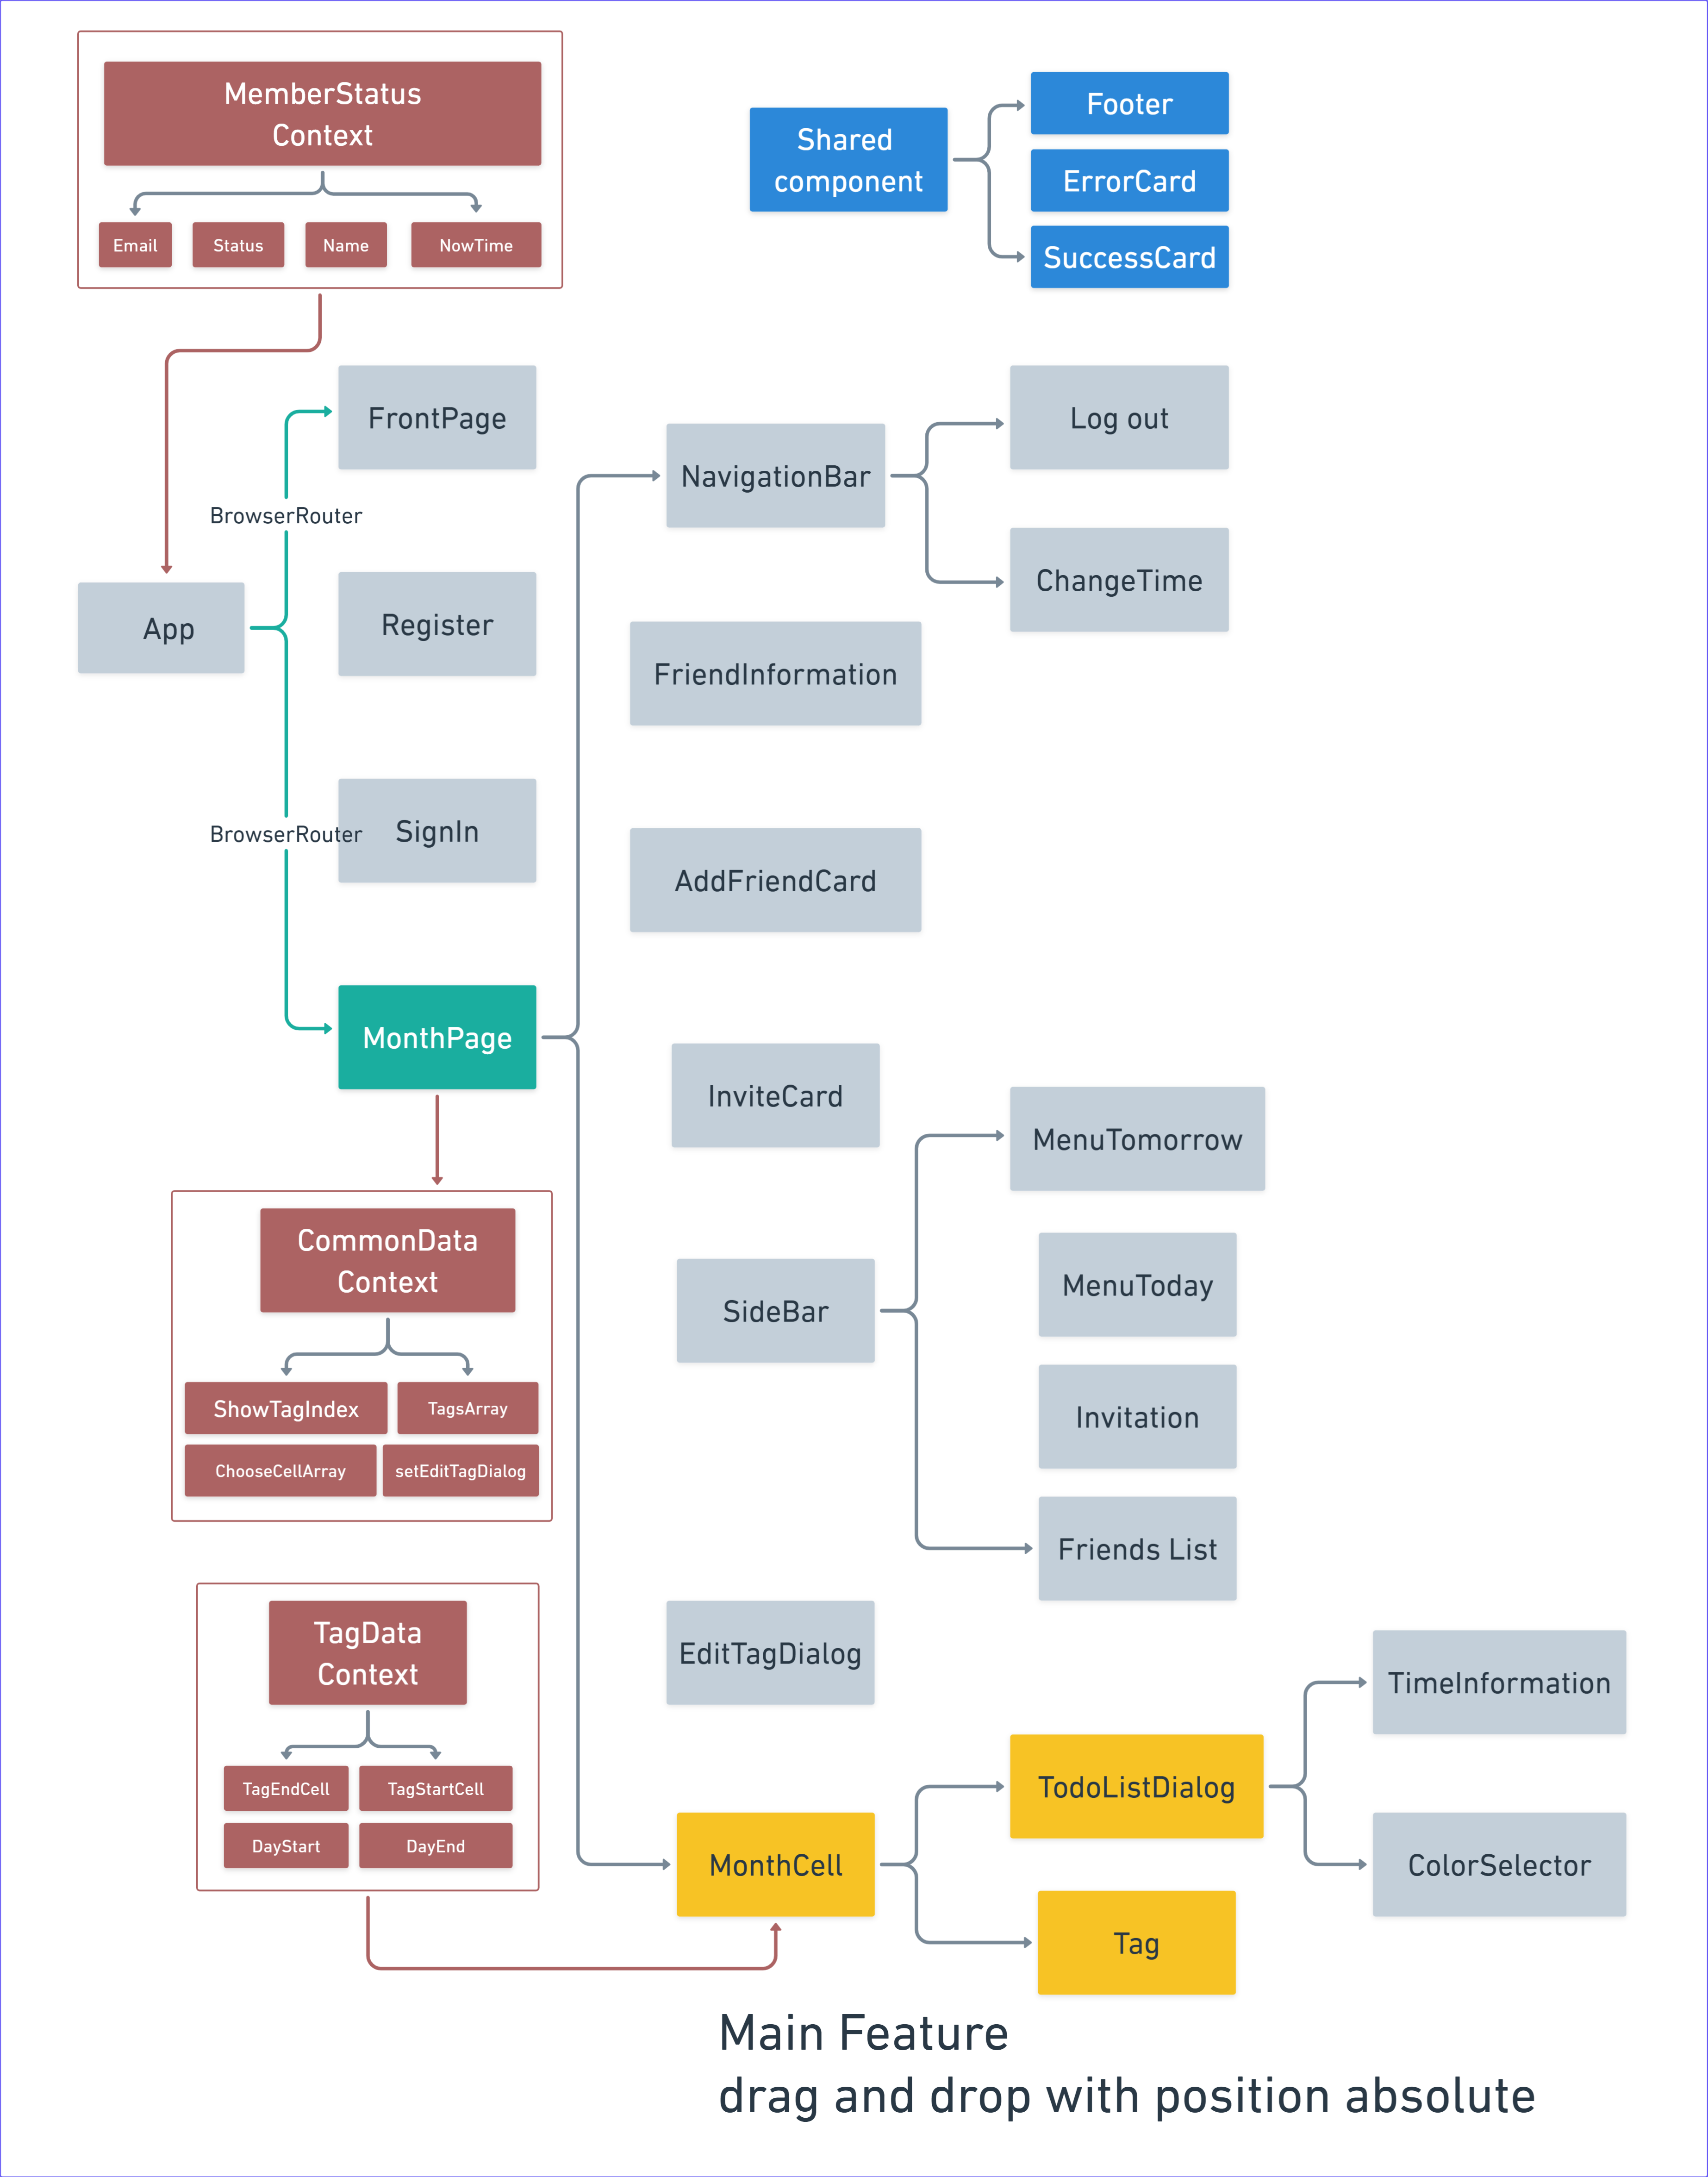 MemberStatus
Context
Email
Status
Name
NowTime
Shared
component
Footer
ErrorCard
SuccessCard
FrontPage
BrowserRouter
App
Register
BrowserRouter
SignIn
MonthPage
NavigationBar
Log out
ChangeTime
FriendInformation
AddFriendCard
InviteCard
SideBar
MenuTomorrow
MenuToday
Invitation
Friends List
CommonData
Context
ShowTagIndex
TagsArray
ChooseCellArray
setEditTagDialog
TagData
Context
TagEndCell
TagStartCell
DayStart
DayEnd
EditTagDialog
MonthCell
TodoListDialog
Tag
TimeInformation
ColorSelector
Main Feature
drag and drop with position absolute